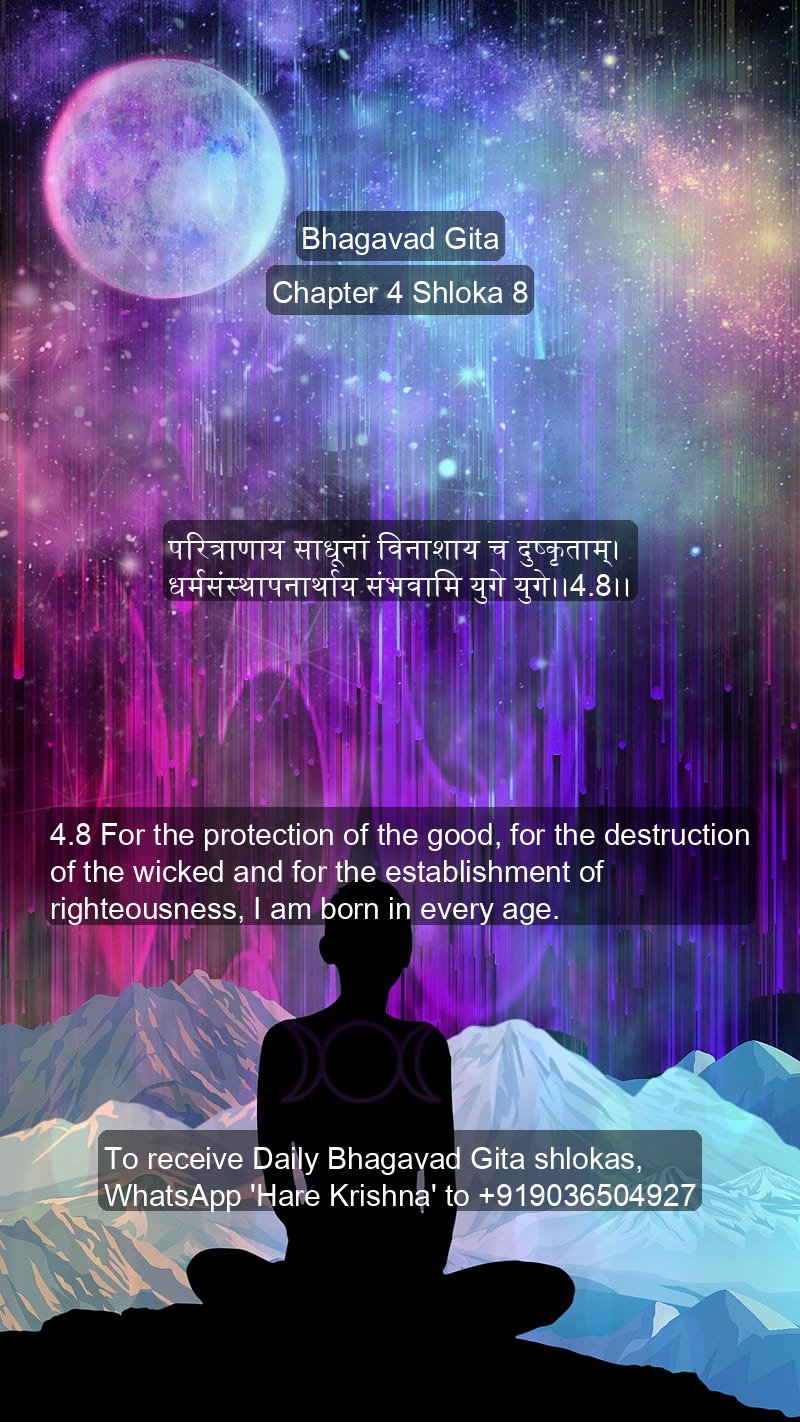 Bhagavad Gita
Chapter 4 Shloka 8
परित्राणाय साधूनां विनाशाय च दुष्कृताम्।
धर्मसंस्थापनार्थाय संभवामि युगे युगे।।4.8।।
4.8 For the protection of the good, for the destruction
of the wicked and for the establishment of
righteousness, I am born in every age.
To receive Daily Bhagavad Gita shlokas,
WhatsApp 'Hare Krishna' to +919036504927